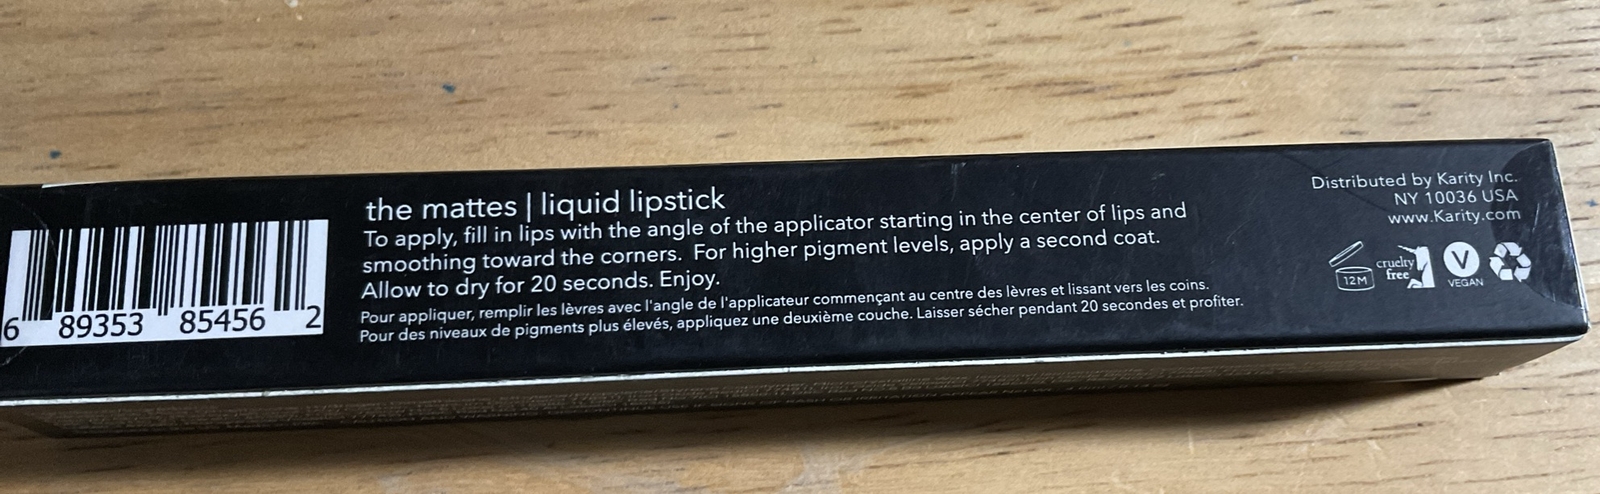 6 89353 85456 2
the mattes | liquid lipstick
To apply, fill in lips with the angle of the applicator starting in the center of lips and
smoothing toward the corners. For higher pigment levels, apply a second coat.
Allow to dry for 20 seconds. Enjoy.
Pour appliquer, remplir les lèvres avec l'angle de l'applicateur commençant au centre des lèvres et lissant vers les coins.
Pour des niveaux de pigments plus élevés, appliquez une deuxième couche. Laisser sécher pendant 20 secondes et profiter.
Distributed by Karity Inc.
NY 10036 USA
www.Karity.com
12M
cruelty
free
V
VEGAN